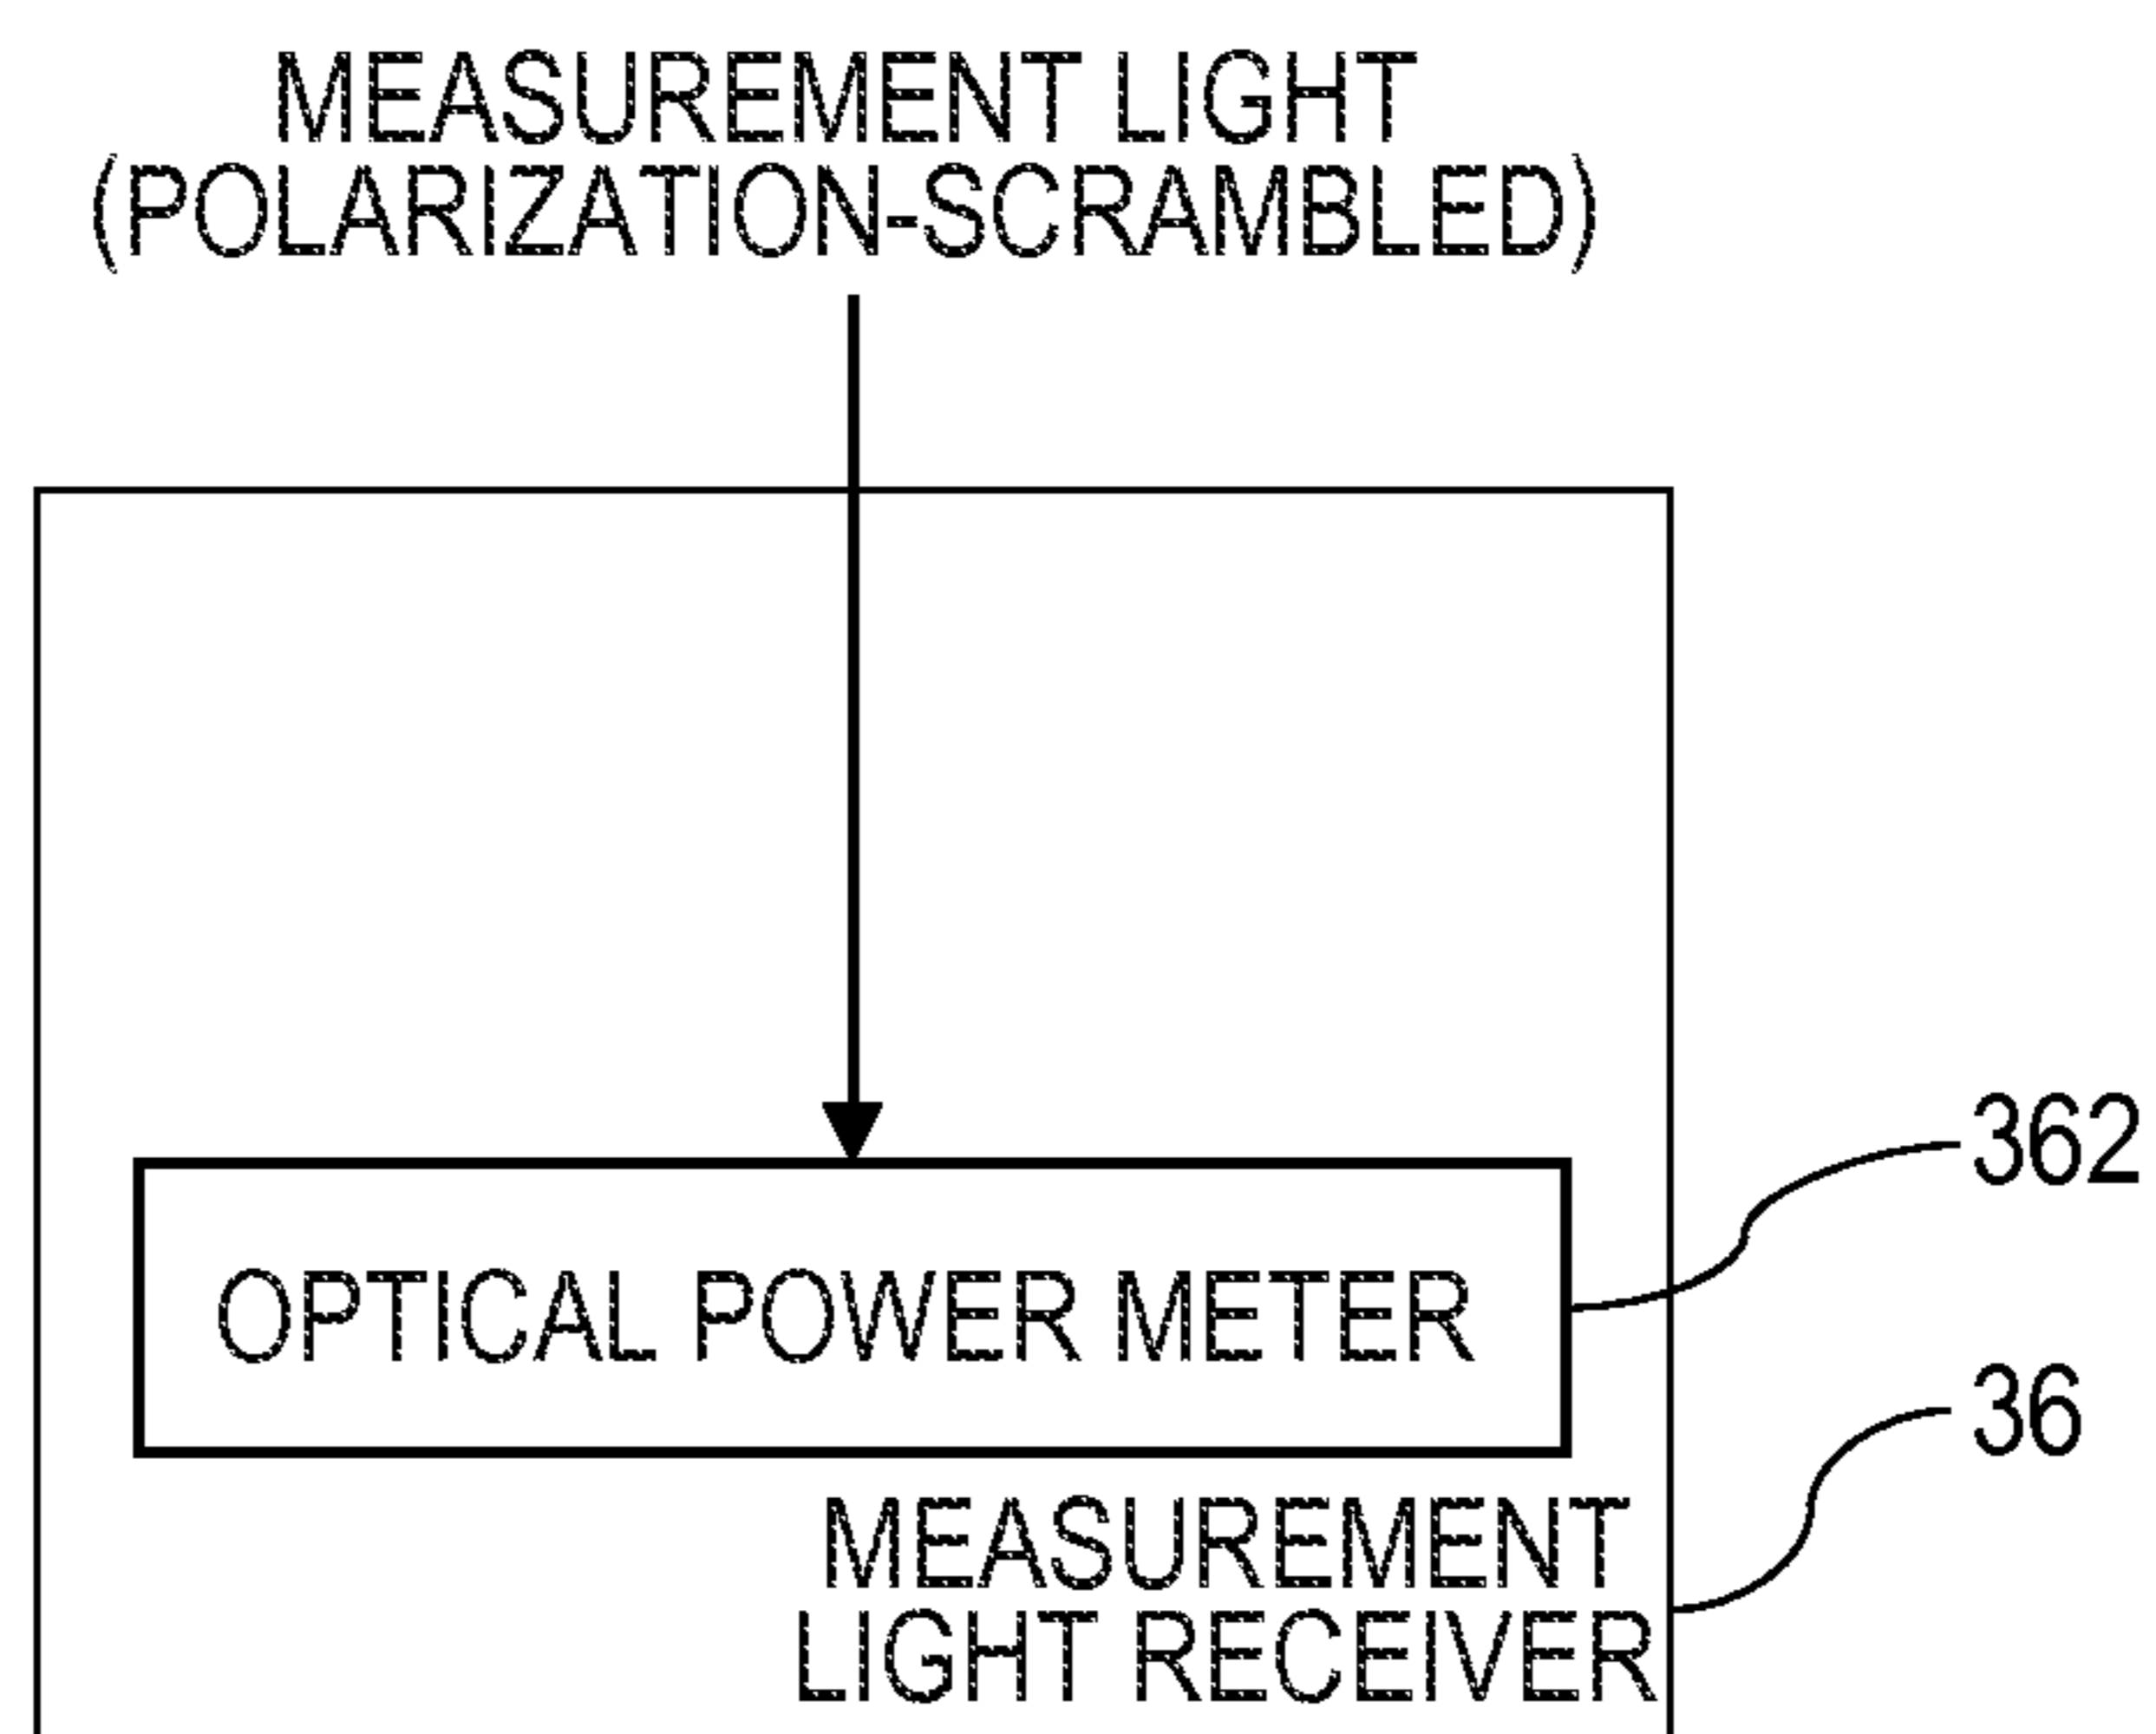 MEASUREMENT LIGHT
(POLARIZATION-SCRAMBLED)
362
OPTICAL POWER METER
36
MEASUREMENT
LIGHT RECEIVER